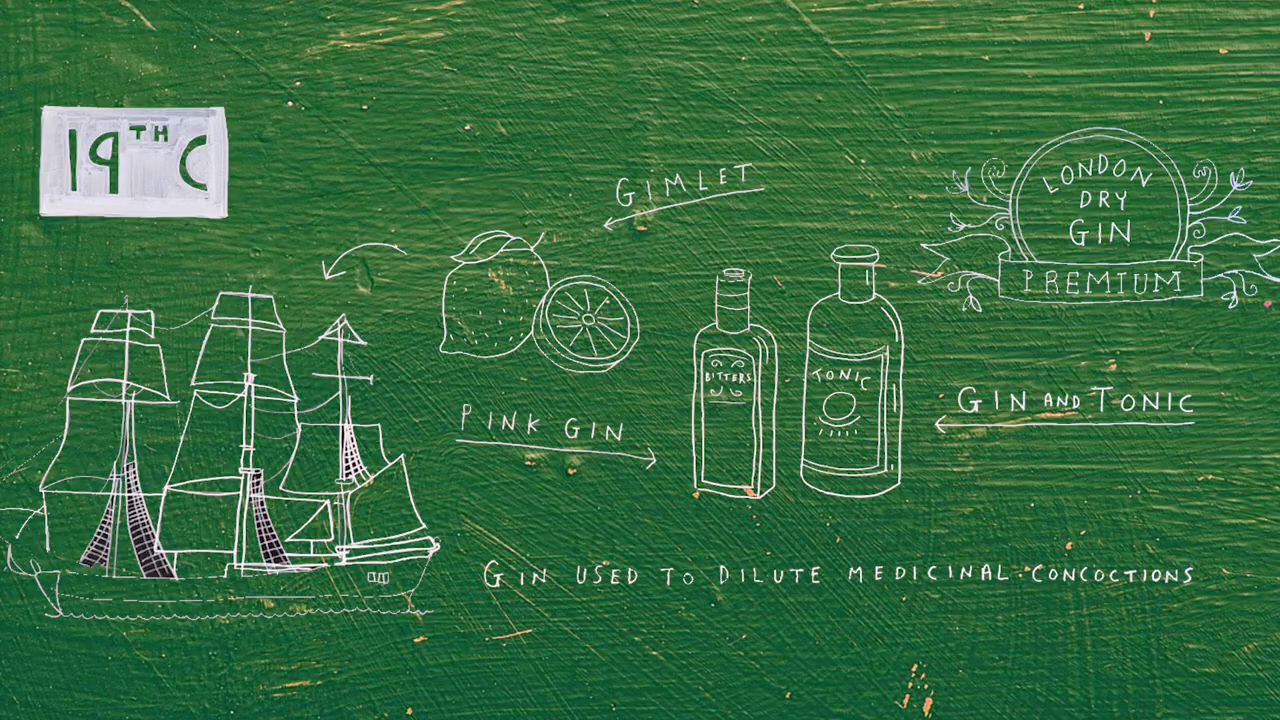 19TH C
GIMLET
LONDON
DRY
GIN
PREMIUM
BITTERS
TONIC
GIN AND TONIC
PINK GIN
GIN USED TO DILUTE MEDICINAL CONCOCTIONS